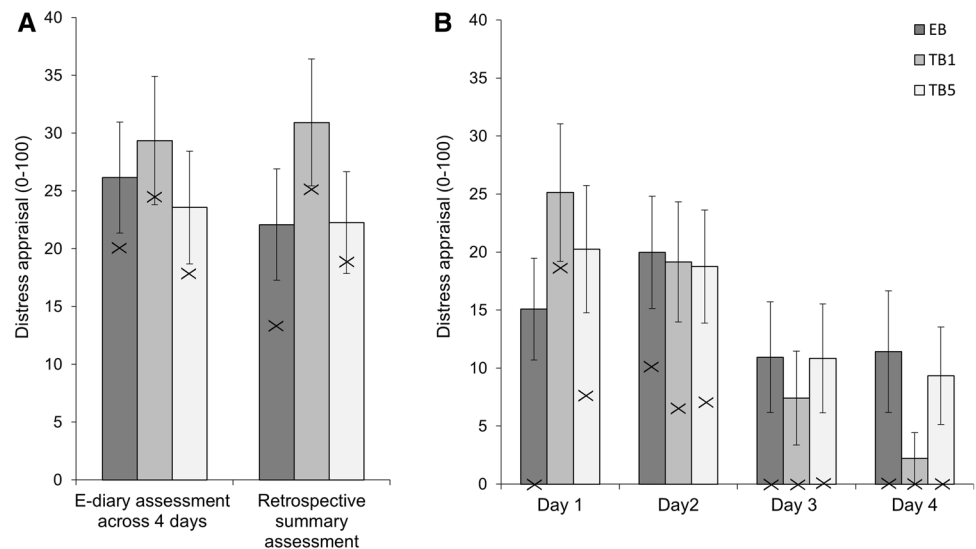 A
Distress appraisal (0-100)
40
35
30
25
20
15
10
5
0
E-diary assessment
across 4 days
Retrospective
summary
assessment
B
Distress appraisal (0-100)
40
35
30
25
20
15
10
5
0
Day 1
Day2
Day 3
Day 4
EB
TB1
TB5